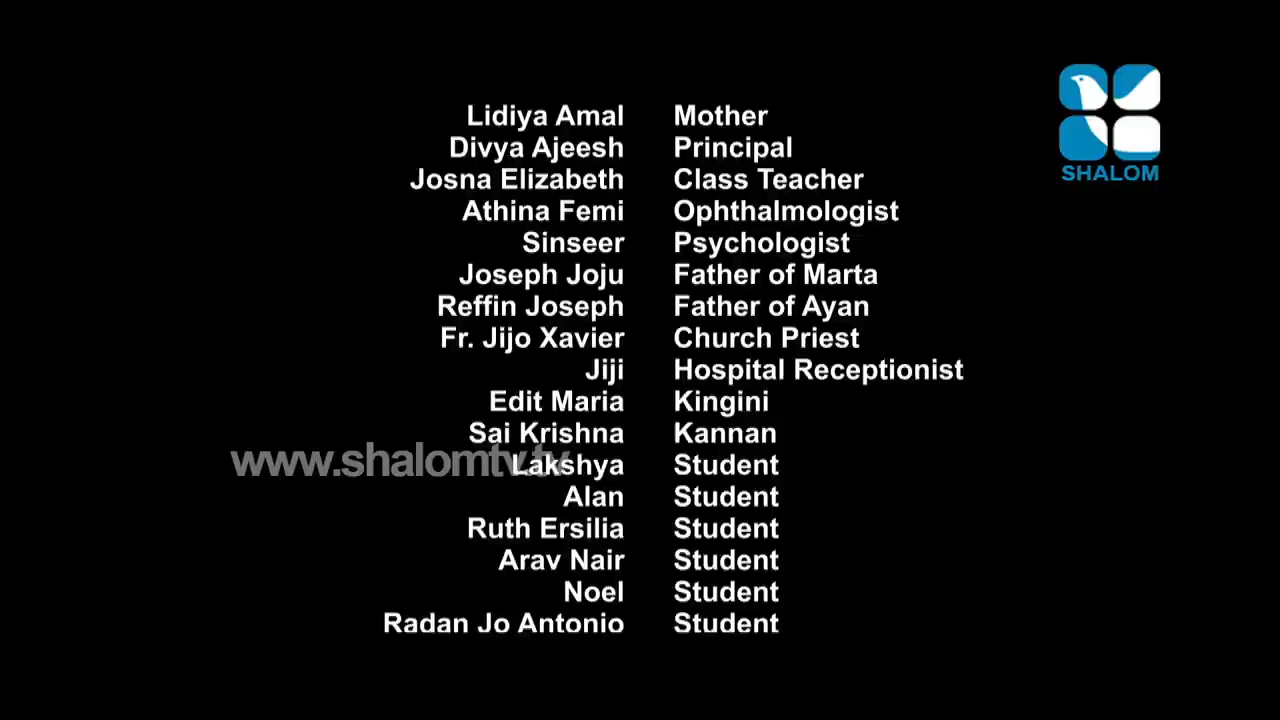 Lidiya Amal Mother
Divya Ajeesh Principal
Josna Elizabeth Class Teacher
Athina Femi Ophthalmologist
Sinseer Psychologist
Joseph Joju Father of Marta
Reffin Joseph Father of Ayan
Fr. Jijo Xavier Church Priest
Jiji Hospital Receptionist
Edit Maria Kingini
Sai Krishna Kannan
Lakshya Student
Alan Student
Ruth Ersilia Student
Arav Nair Student
Noel Student
Radan Jo Antonio Student
SHALOM
www.shalomtv.tv